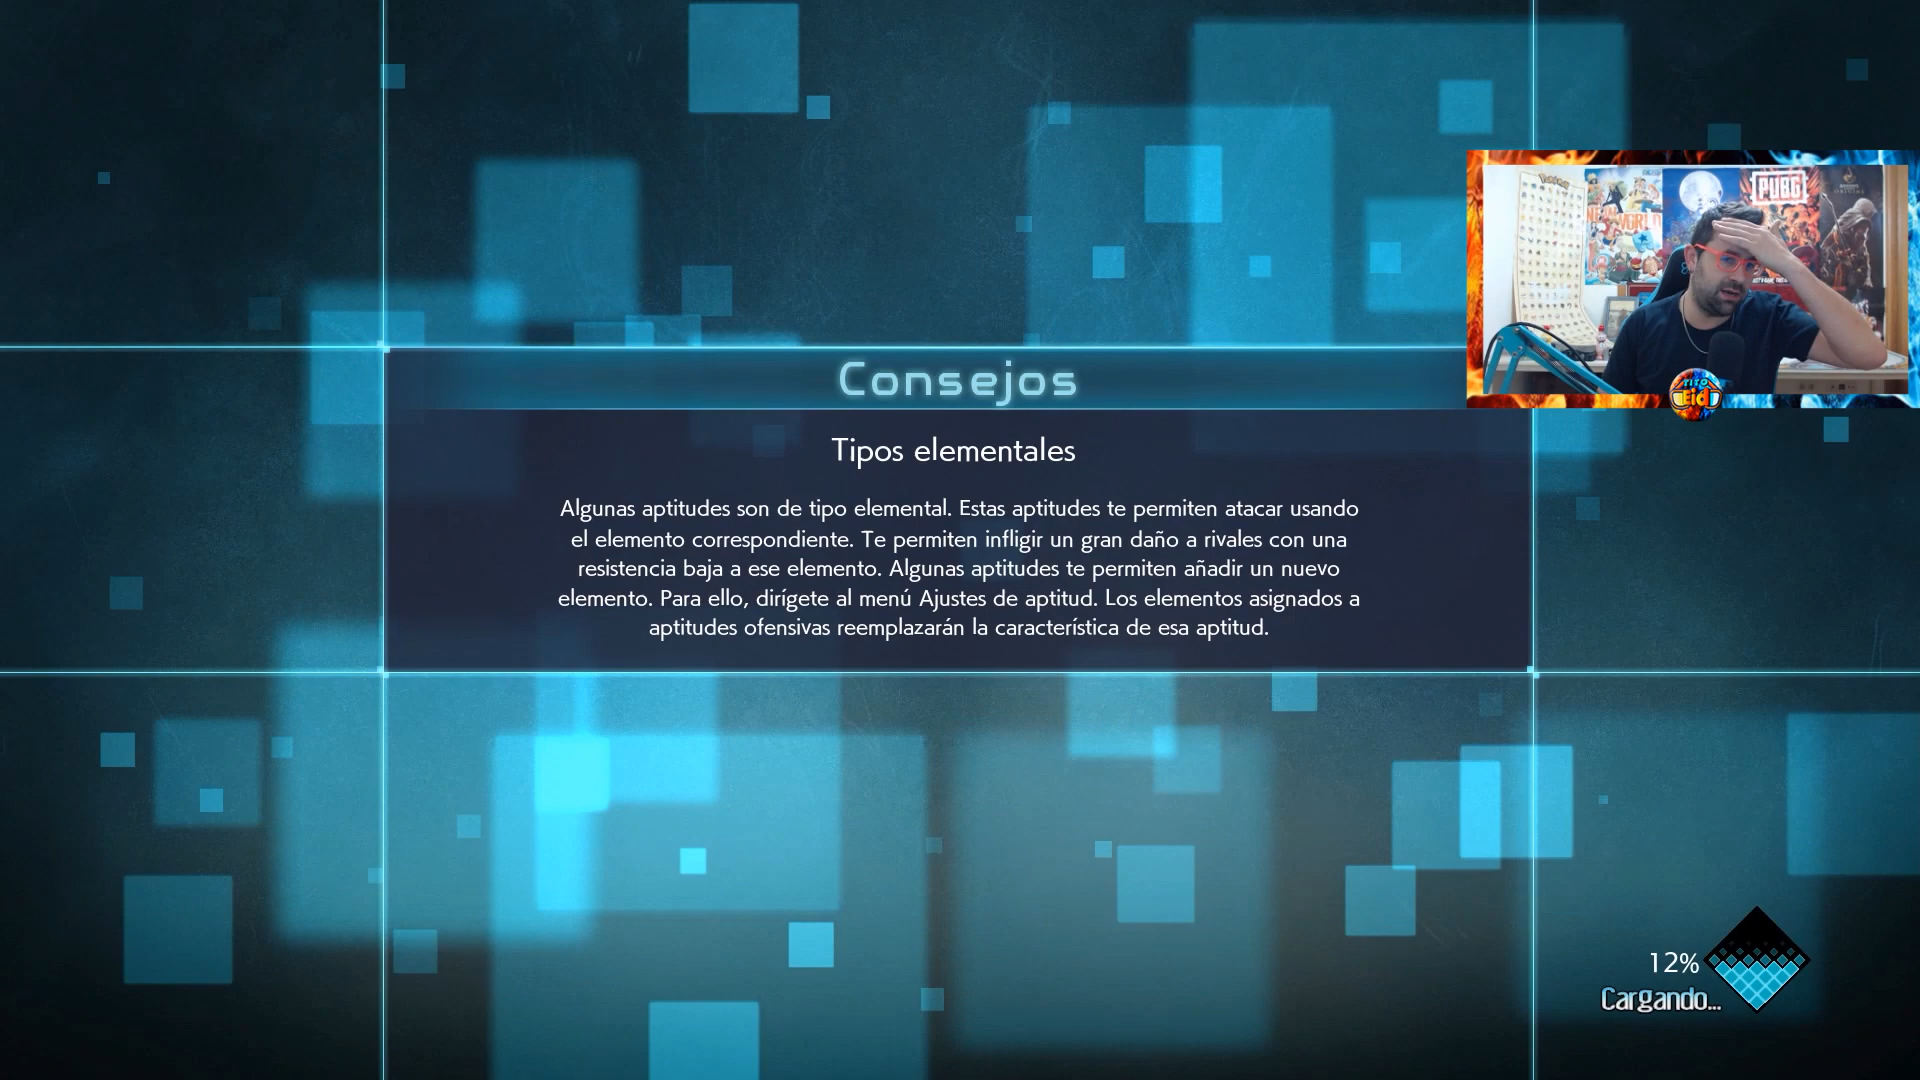 PUBG
Consejos
TITO
Eidi
Tipos elementales
Algunas aptitudes son de tipo elemental. Estas aptitudes te permiten atacar usando
el elemento correspondiente. Te permiten infligir un gran daño a rivales con una
resistencia baja a ese elemento. Algunas aptitudes te permiten añadir un nuevo
elemento. Para ello, dirígete al menú Ajustes de aptitud. Los elementos asignados a
aptitudes ofensivas reemplazarán la característica de esa aptitud.
12%
Cargando...